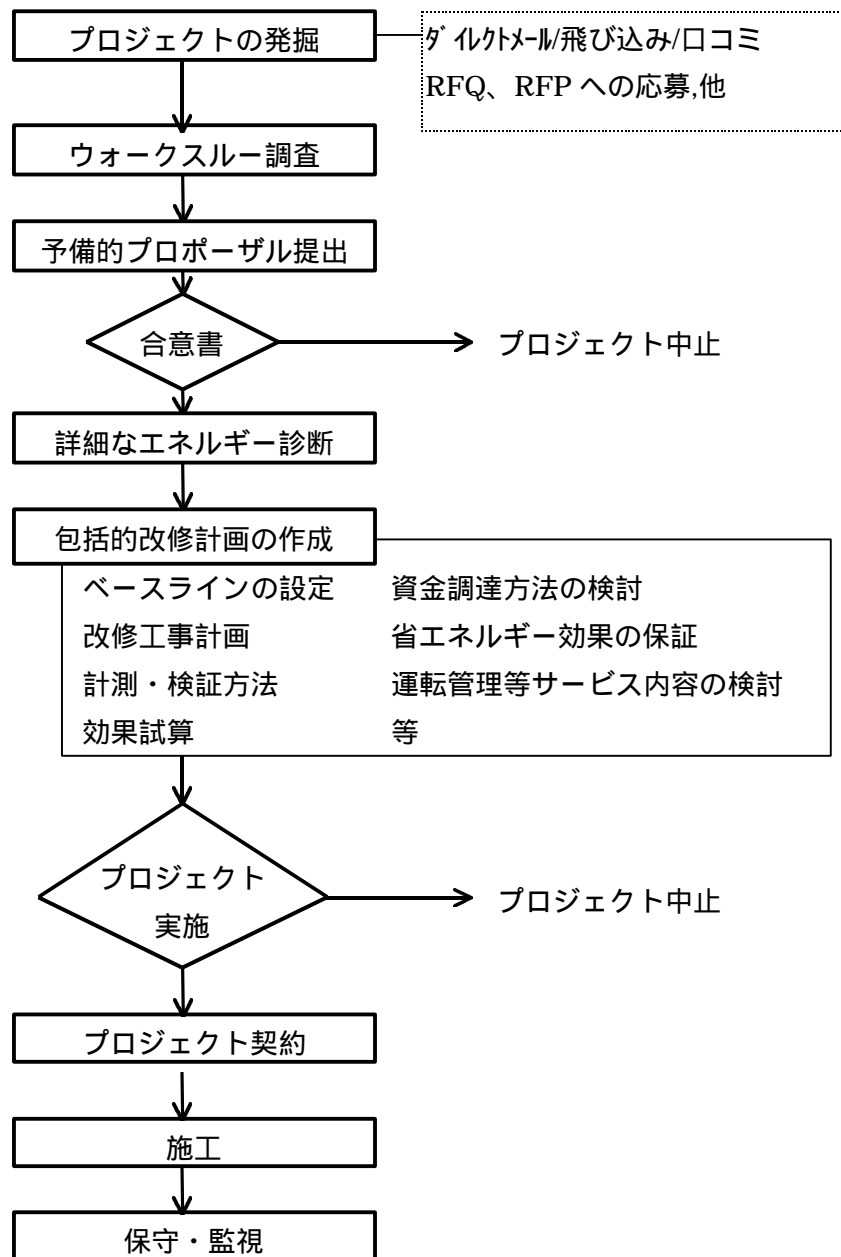 プロジェクトの発掘
ダイレクトメール/飛び込み/口コミ
RFQ、RFP への応募,他
ウォークスルー調査
予備的プロポーザル提出
合意書
プロジェクト中止
詳細なエネルギー診断
包括的改修計画の作成
ベースラインの設定 資金調達方法の検討
改修工事計画 省エネルギー効果の保証
計測・検証方法 運転管理等サービス内容の検討
効果試算 等
プロジェクト
実施
プロジェクト中止
プロジェクト契約
施工
保守・監視